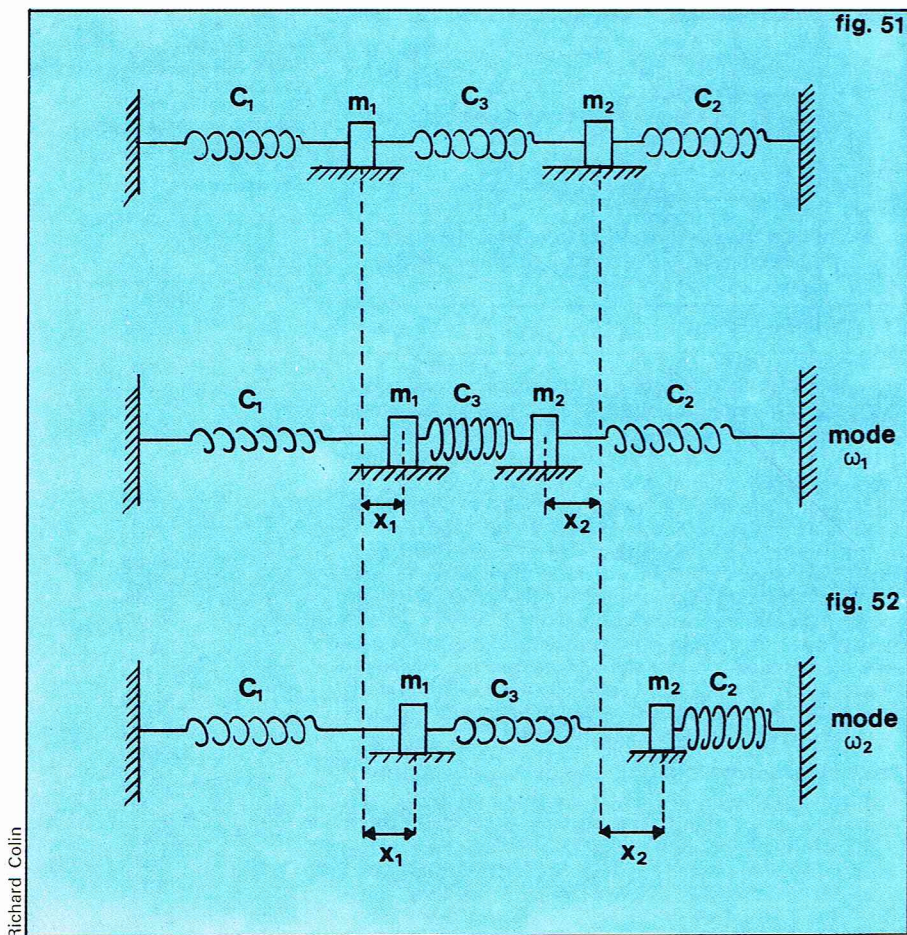 fig. 51
C₁ m₁ C₃ m₂ C₂
C₁ m₁ C₃ m₂ C₂
mode
ω₁
x₁ x₂
fig. 52
C₁ m₁ C₃ m₂ C₂
mode
ω₂
x₁ x₂
Richard Colin